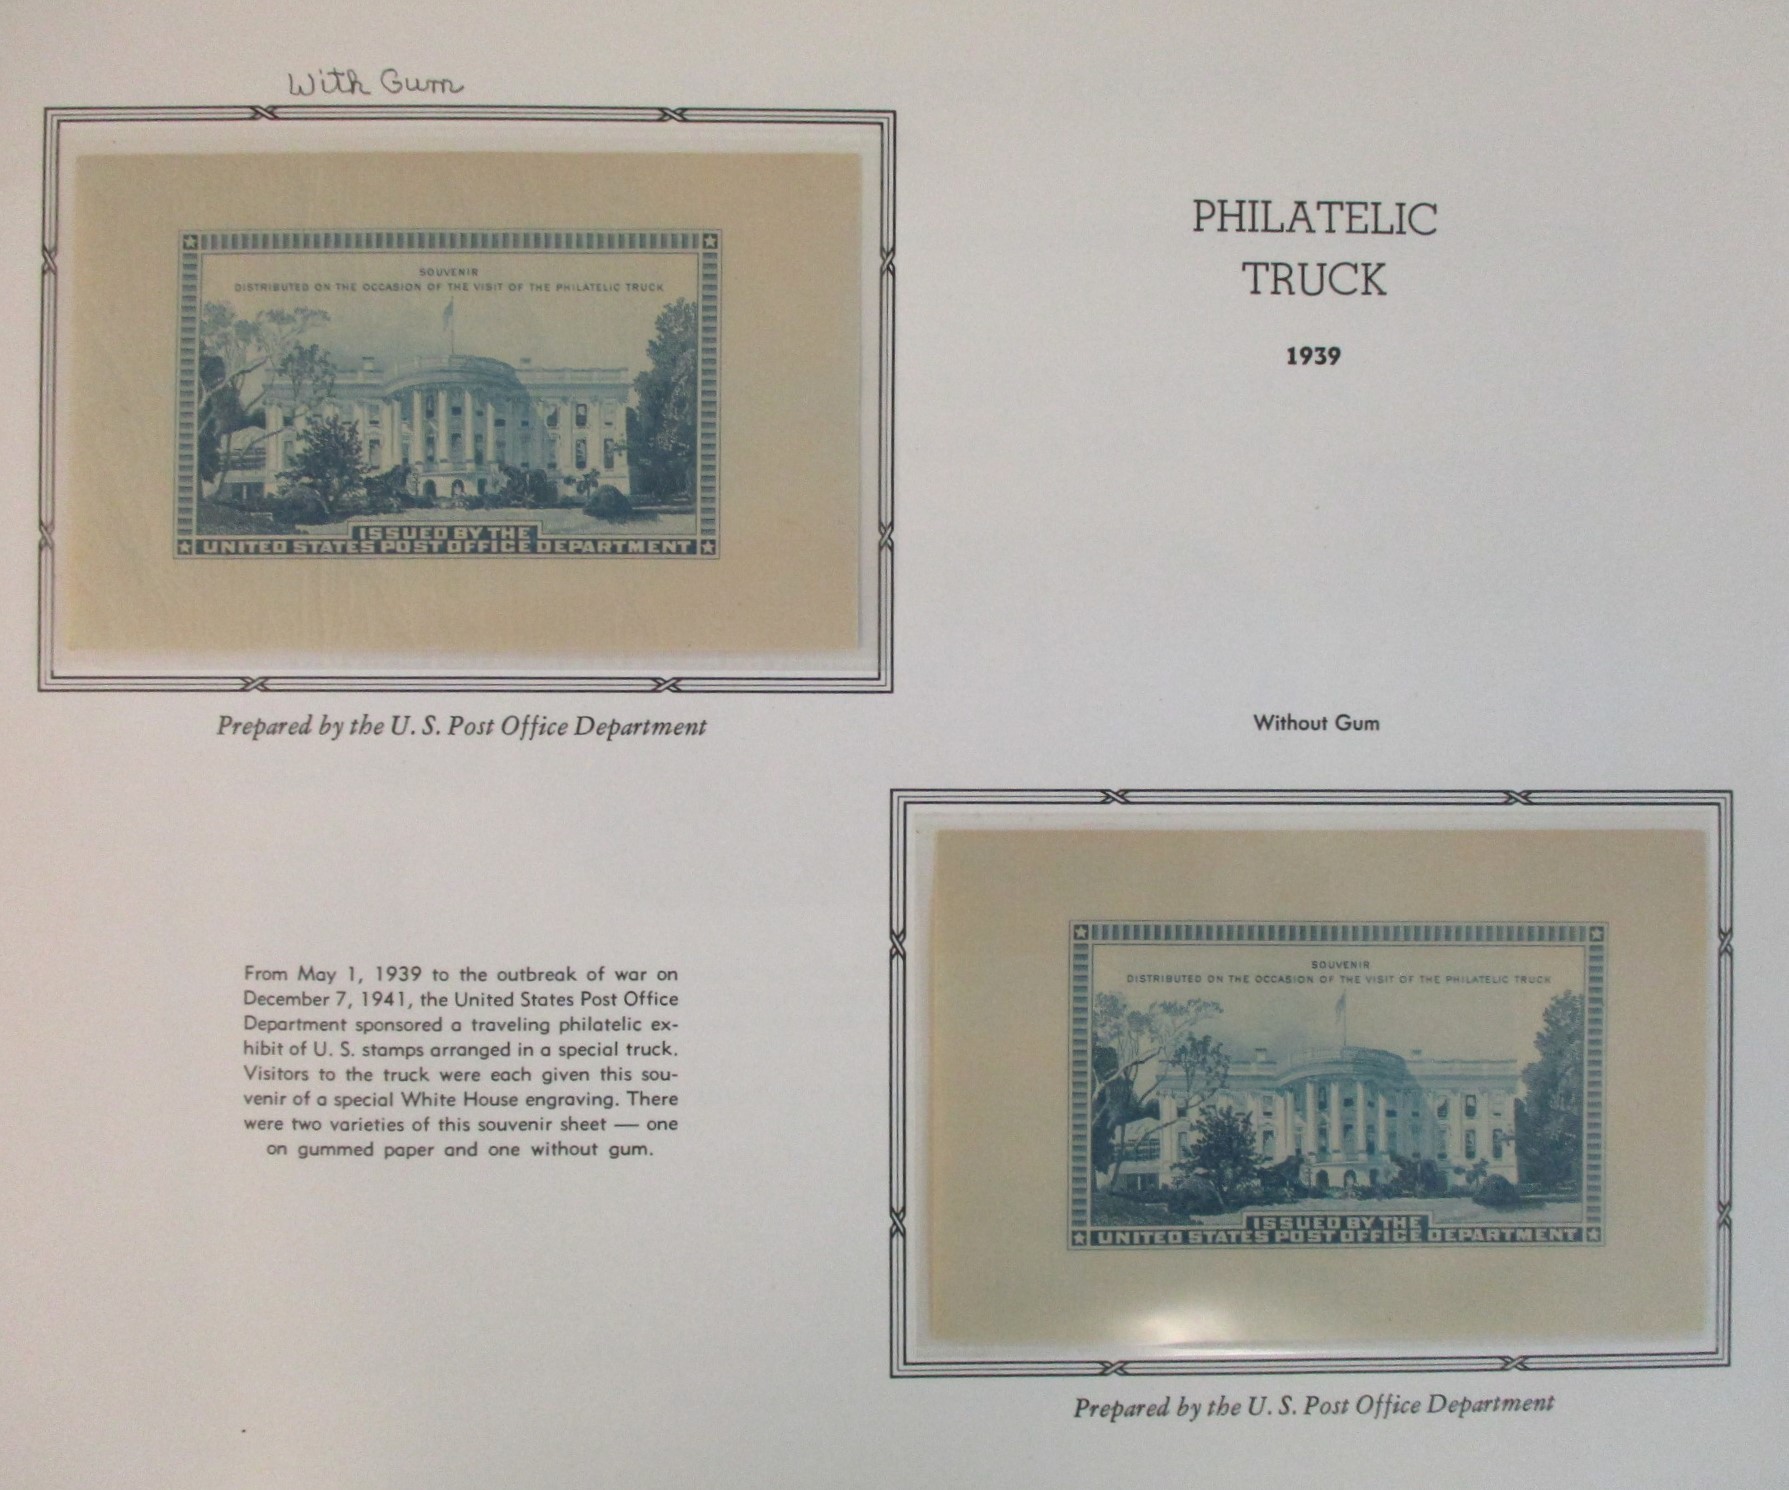 With Gum
SOUVENIR
DISTRIBUTED ON THE OCCASION OF THE VISIT OF THE PHILATELIC TRUCK
ISSUED BY THE
UNITED STATES POST OFFICE DEPARTMENT
Prepared by the U. S. Post Office Department
PHILATELIC
TRUCK
1939
From May 1, 1939 to the outbreak of war on
December 7, 1941, the United States Post Office
Department sponsored a traveling philatelic ex-
hibit of U. S. stamps arranged in a special truck.
Visitors to the truck were each given this sou-
venir of a special White House engraving. There
were two varieties of this souvenir sheet — one
on gummed paper and one without gum.
Without Gum
SOUVENIR
DISTRIBUTED ON THE OCCASION OF THE VISIT OF THE PHILATELIC TRUCK
ISSUED BY THE
UNITED STATES POST OFFICE DEPARTMENT
Prepared by the U. S. Post Office Department